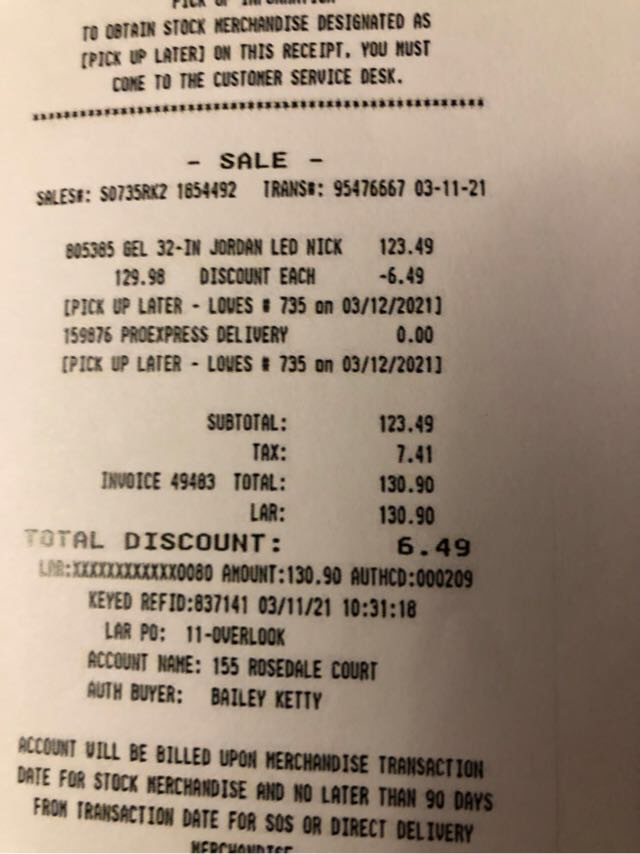 PICK UP INFORMATION
TO OBTAIN STOCK MERCHANDISE DESIGNATED AS
[PICK UP LATER] ON THIS RECEIPT, YOU MUST
COME TO THE CUSTOMER SERVICE DESK.
******************************************************
- SALE -
SALES#: S0735RK2 1854492 TRANS#: 95476667 03-11-21
805385 GEL 32-IN JORDAN LED NICK 123.49
129.98 DISCOUNT EACH -6.49
[PICK UP LATER - LOWES # 735 on 03/12/2021]
159876 PROEXPRESS DELIVERY 0.00
[PICK UP LATER - LOWES # 735 on 03/12/2021]
SUBTOTAL: 123.49
TAX: 7.41
INVOICE 49483 TOTAL: 130.90
LAR: 130.90
TOTAL DISCOUNT: 6.49
LAR:XXXXXXXXXXXX0080 AMOUNT:130.90 AUTHCD:000209
KEYED REFID:837141 03/11/21 10:31:18
LAR PO: 11-OVERLOOK
ACCOUNT NAME: 155 ROSEDALE COURT
AUTH BUYER: BAILEY KETTY
ACCOUNT WILL BE BILLED UPON MERCHANDISE TRANSACTION
DATE FOR STOCK MERCHANDISE AND NO LATER THAN 90 DAYS
FROM TRANSACTION DATE FOR SOS OR DIRECT DELIVERY
MERCHANDISE